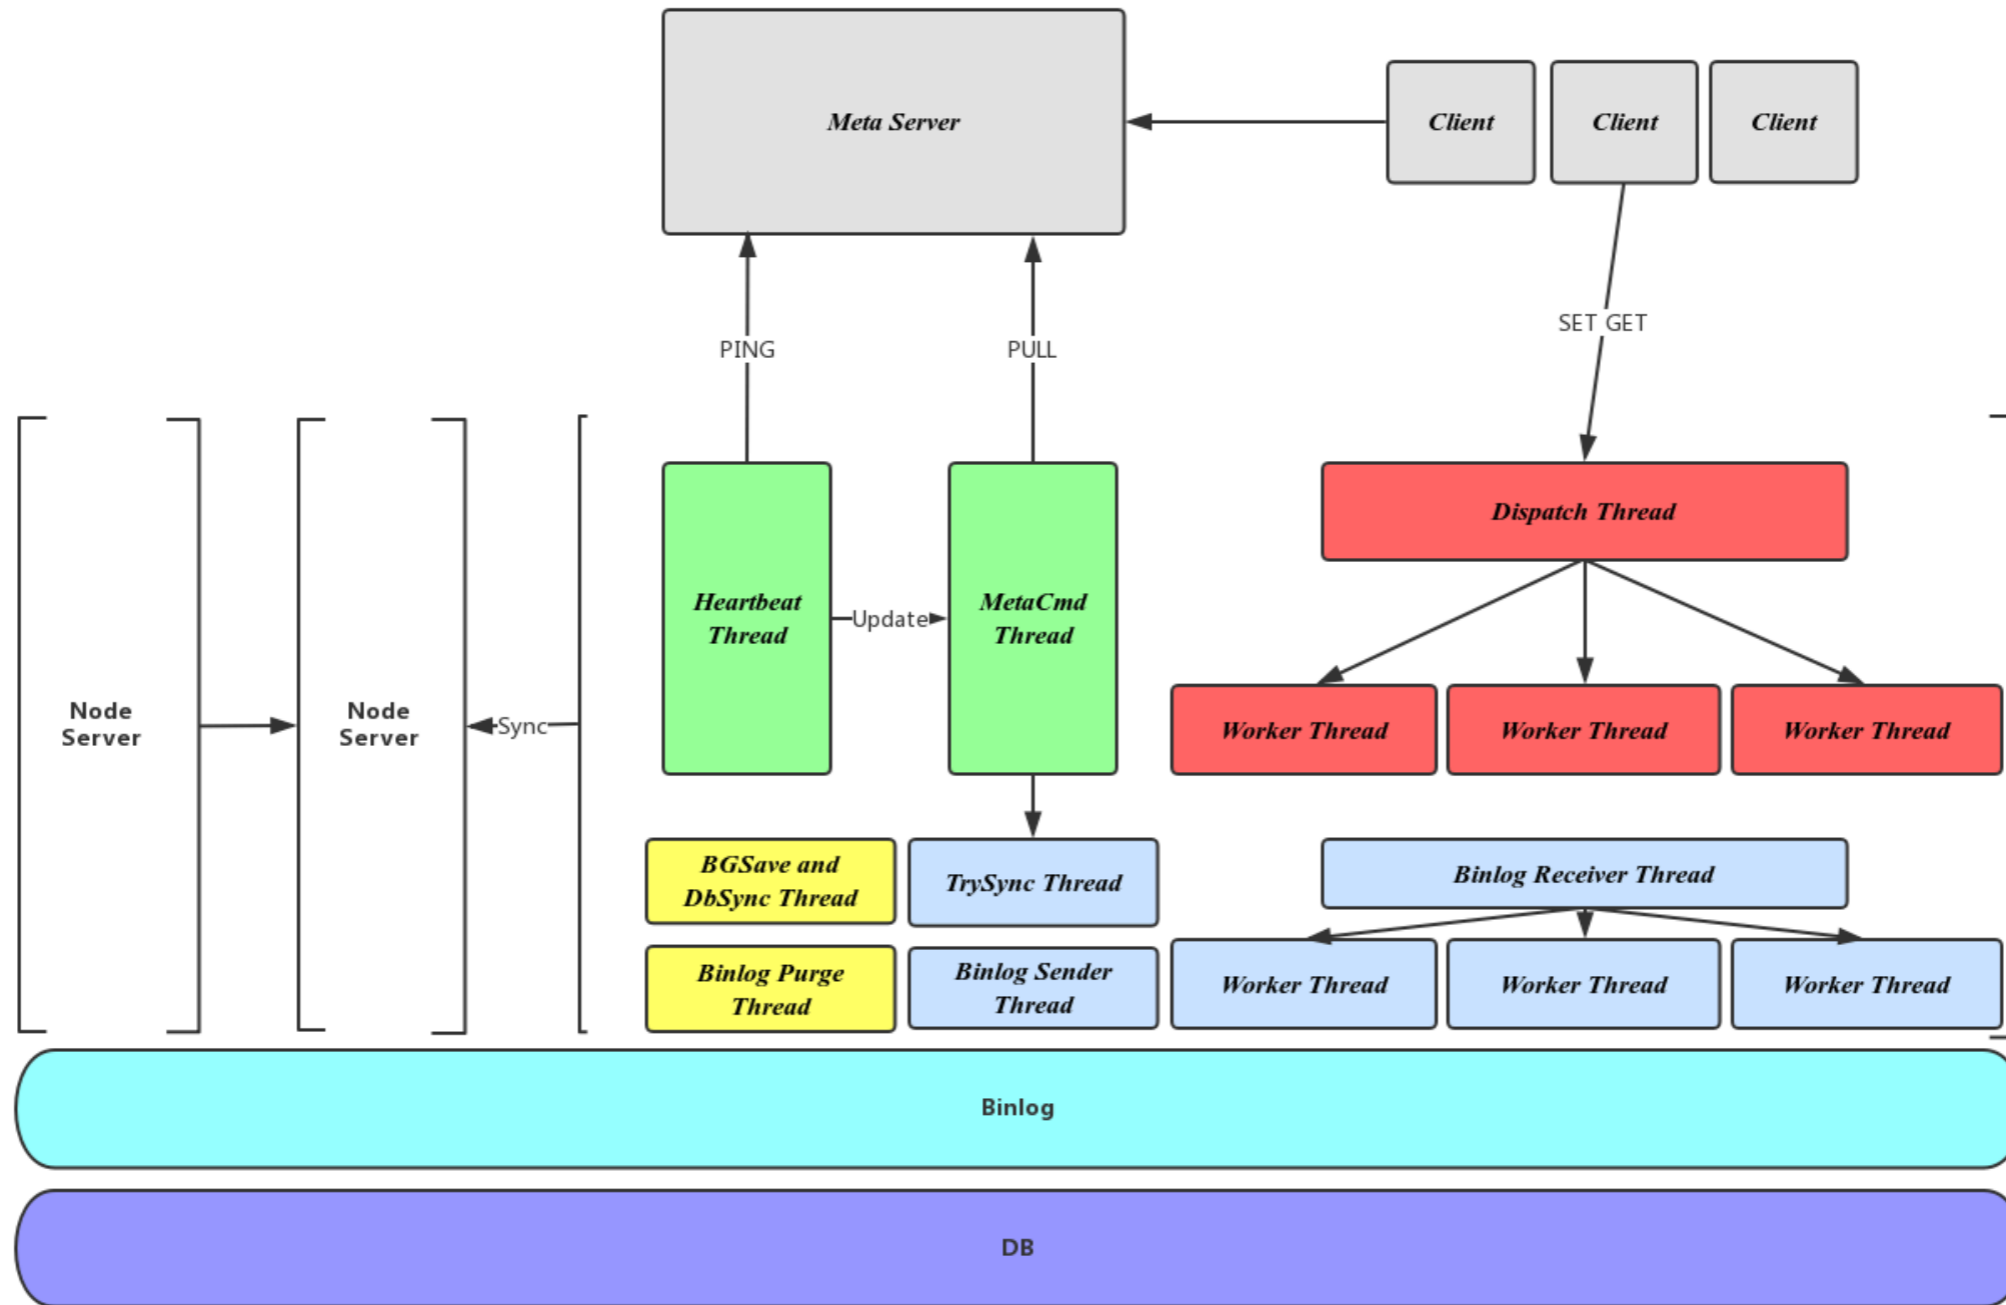 Meta Server
Client
Client
Client
PING
PULL
SET GET
Node
Server
Node
Server
Sync
Heartbeat
Thread
Update
MetaCmd
Thread
Dispatch Thread
Worker Thread
Worker Thread
Worker Thread
BGSave and
DbSync Thread
TrySync Thread
Binlog Receiver Thread
Binlog Purge
Thread
Binlog Sender
Thread
Worker Thread
Worker Thread
Worker Thread
Binlog
DB